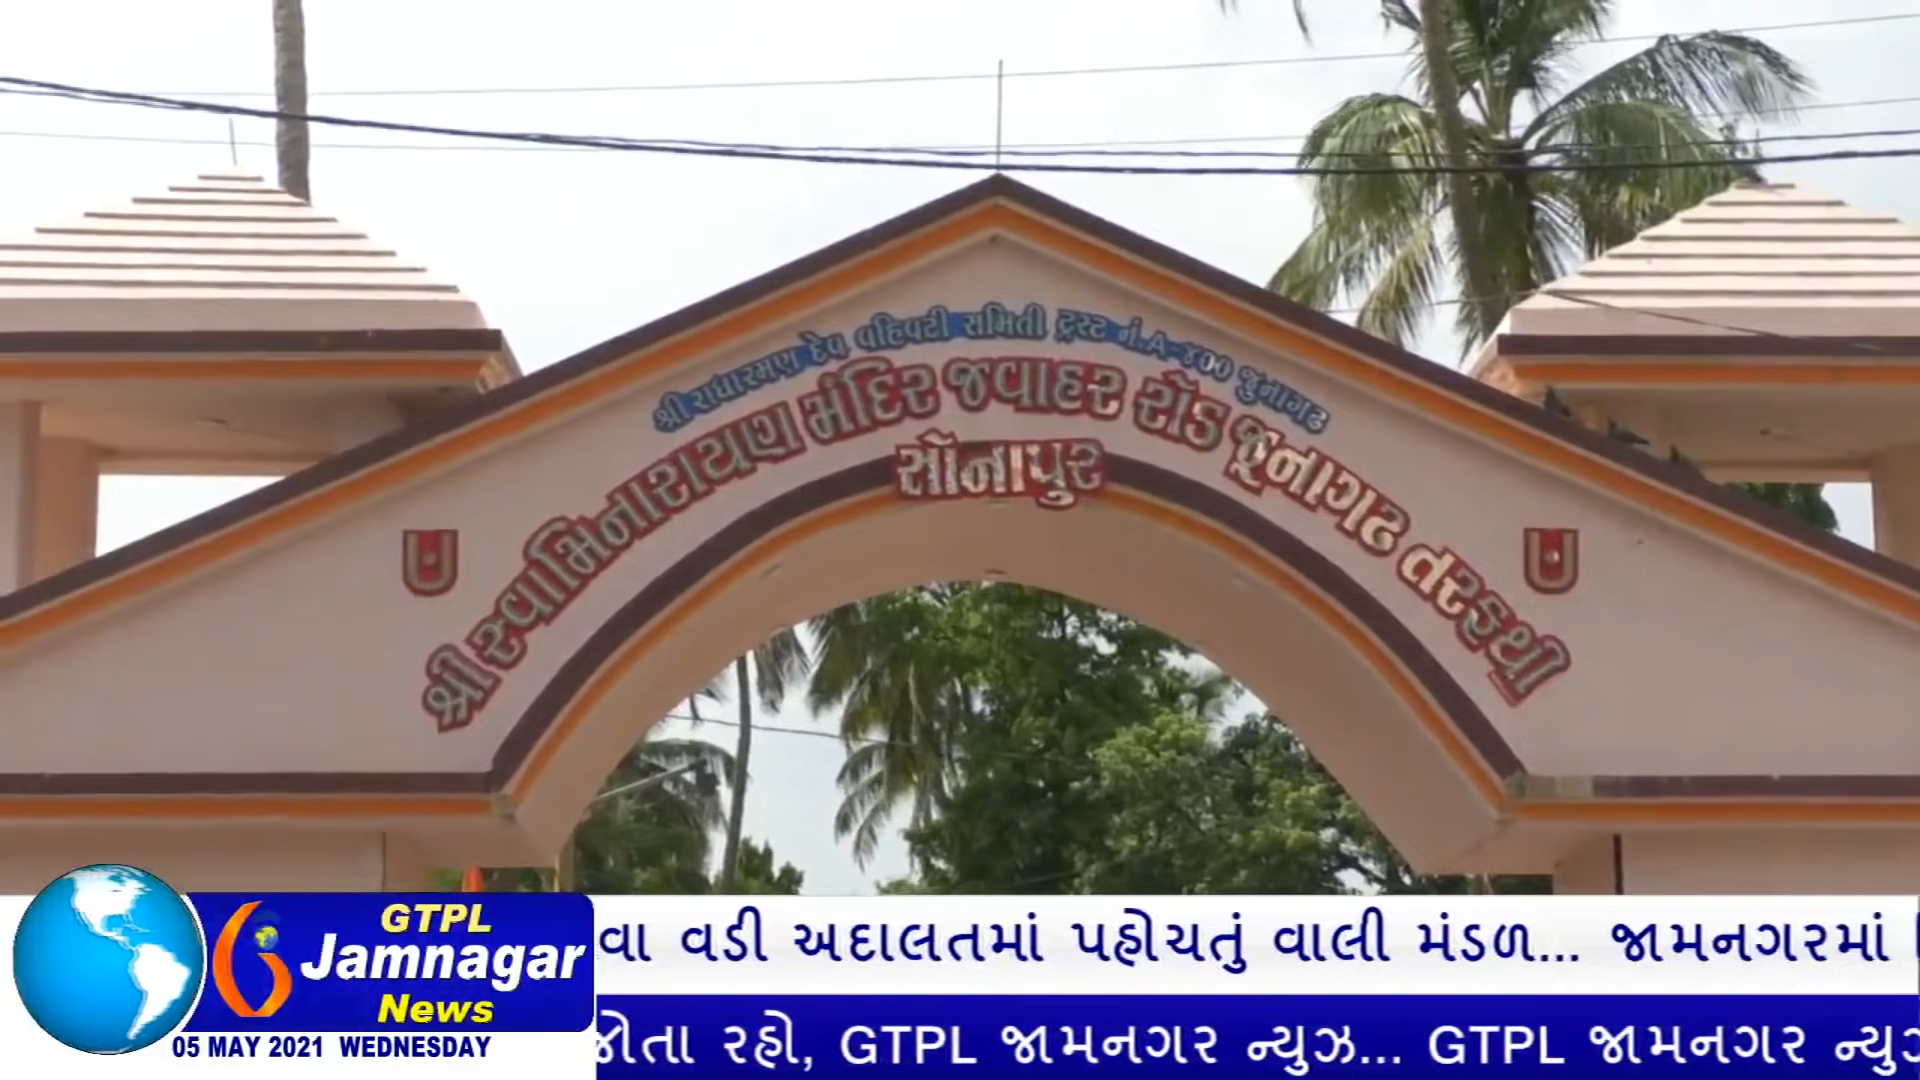 શ્રી રાધારમણ દેવ વહિવટી સમિતી ટ્રસ્ટ નં.A-૪૦૦ જુનાગઢ
શ્રી સ્વામિનારાયણ મંદિર જવાહર રોડ જૂનાગઢ તરફથી
સોનાપુર
GTPL
Jamnagar
News
05 MAY 2021 WEDNESDAY
વા વડી અદાલતમાં પહોચતું વાલી મંડળ... જામનગરમાં
જોતા રહો, GTPL જામનગર ન્યુઝ... GTPL જામનગર ન્યુઝ